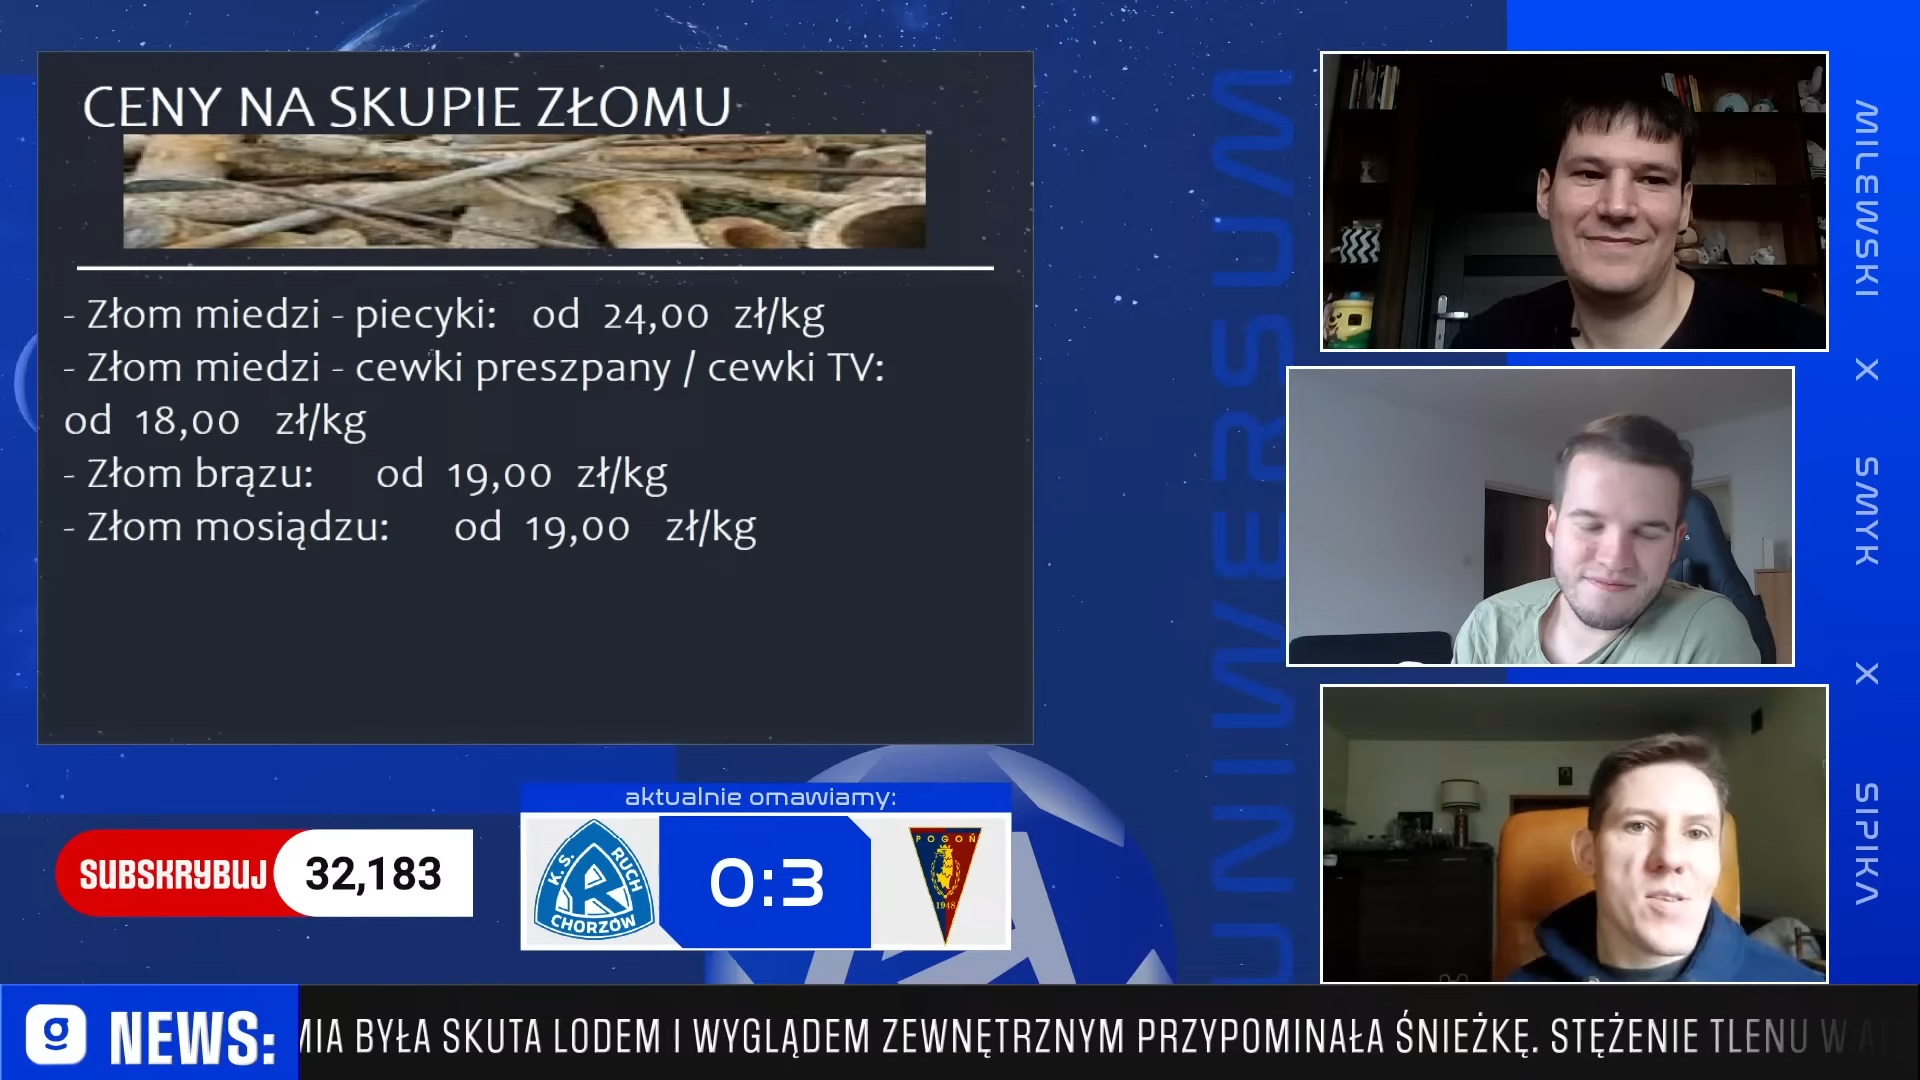 CENY NA SKUPIE ZŁOMU
- Złom miedzi - piecyki: od 24,00 zł/kg
- Złom miedzi - cewki preszpany / cewki TV:
od 18,00 zł/kg
- Złom brązu: od 19,00 zł/kg
- Złom mosiądzu: od 19,00 zł/kg
UNIWERSUM
MILEWSKI X SMYK X SIPIKA
aktualnie omawiamy:
K.S. RUCH
CHORZÓW
0:3
POGOŃ
1948
SUBSKRYBUJ 32,183
g NEWS: MIA BYŁA SKUTA LODEM I WYGLĄDEM ZEWNĘTRZNYM PRZYPOMINAŁA ŚNIEŻKĘ. STĘŻENIE TLENU W